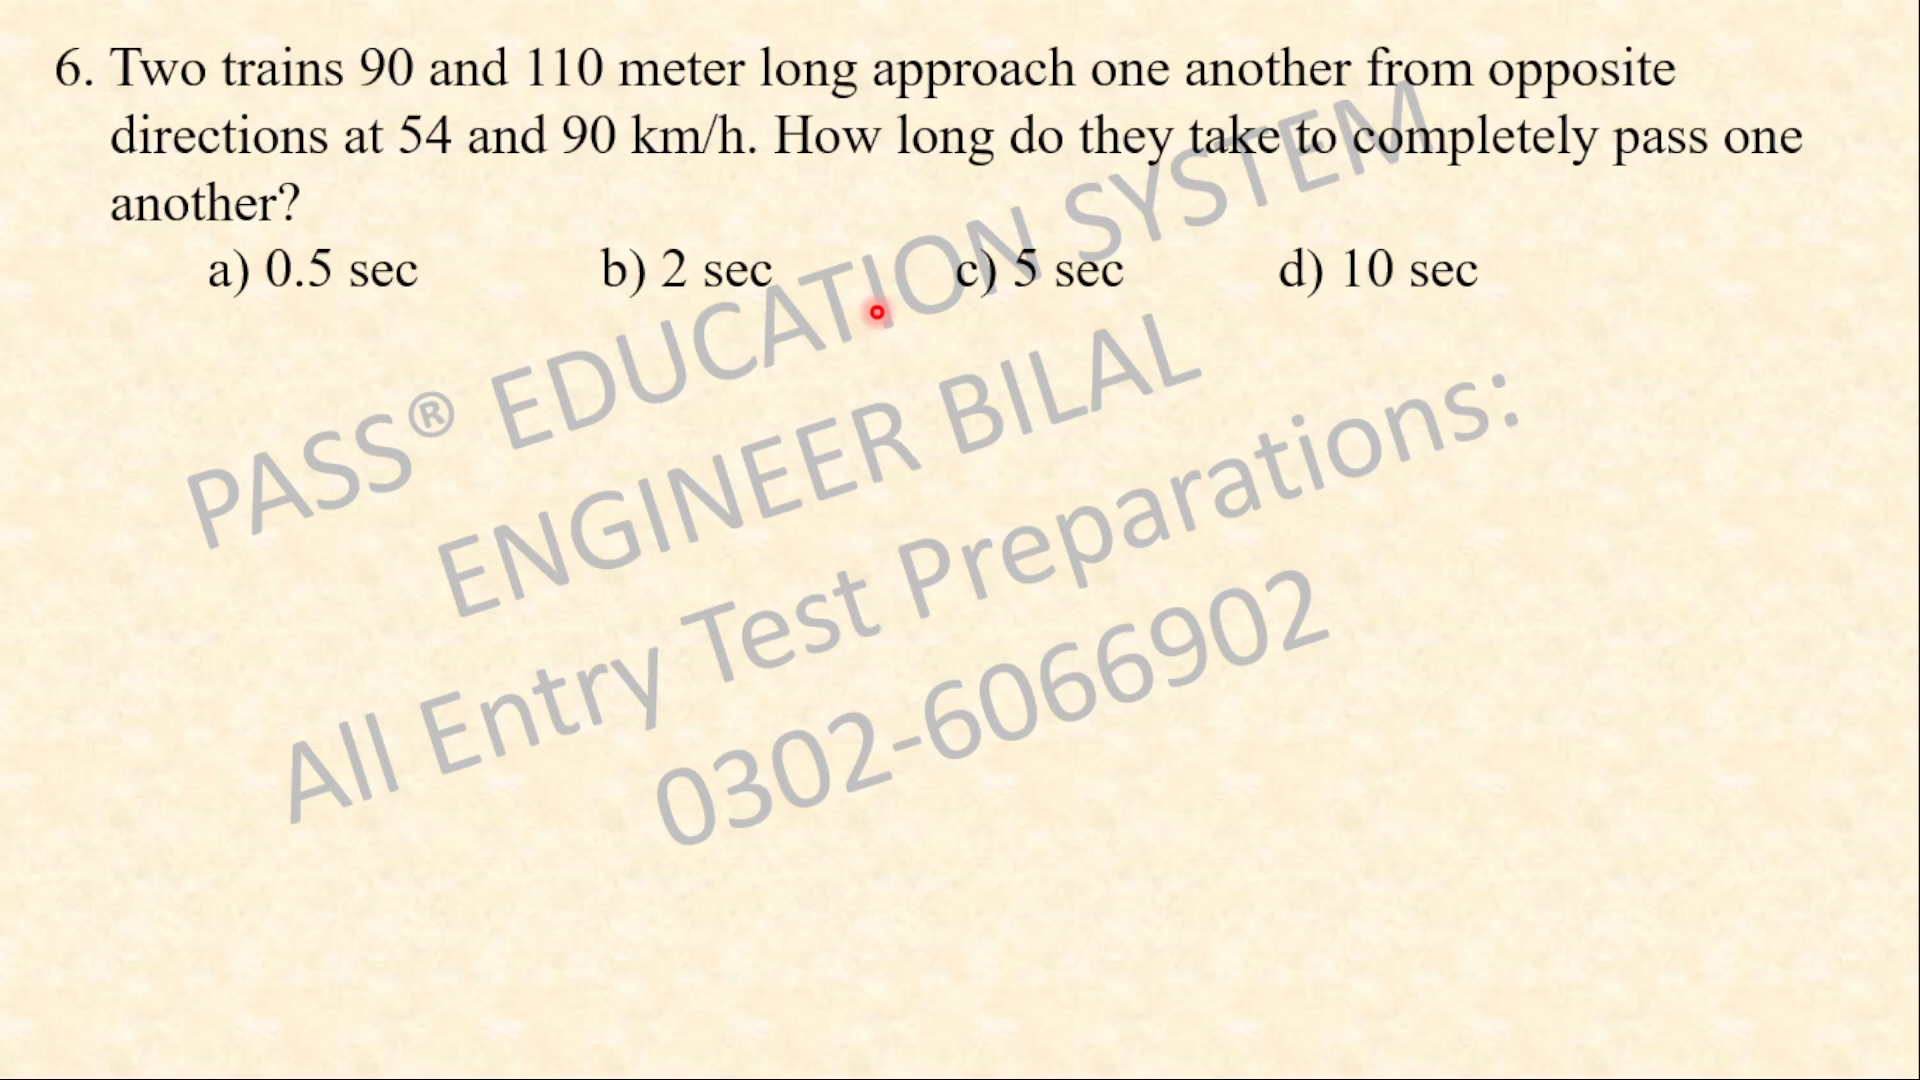 6. Two trains 90 and 110 meter long approach one another from opposite
directions at 54 and 90 km/h. How long do they take to completely pass one
another?
a) 0.5 sec b) 2 sec c) 5 sec d) 10 sec
PASS® EDUCATION SYSTEM
ENGINEER BILAL
All Entry Test Preparations:
0302-6066902